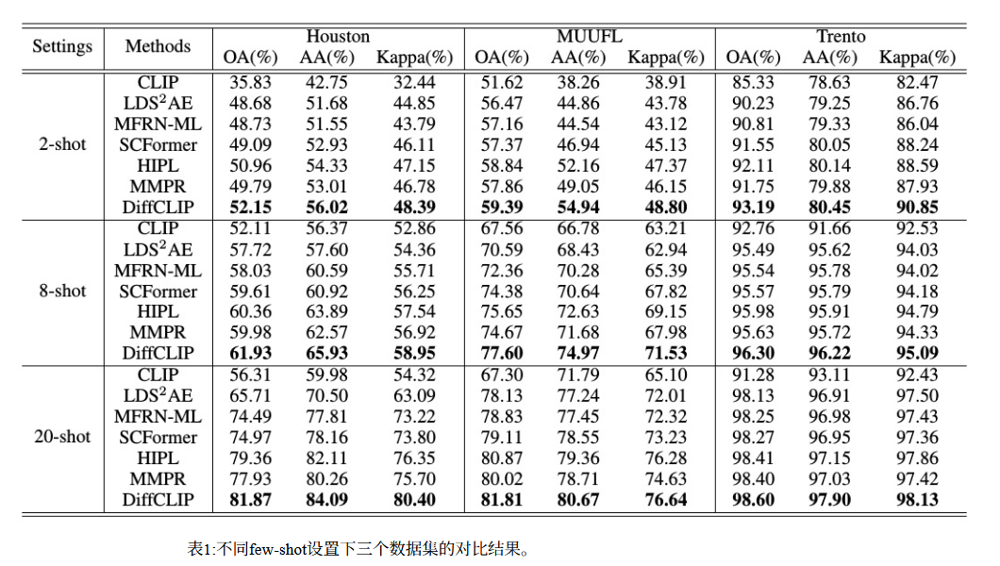 Settings Methods Houston MUUFL Trento
OA(%) AA(%) Kappa(%) OA(%) AA(%) Kappa(%) OA(%) AA(%) Kappa(%)
2-shot
CLIP 35.83 42.75 32.44 51.62 38.26 38.91 85.33 78.63 82.47
LDS²AE 48.68 51.68 44.85 56.47 44.86 43.78 90.23 79.25 86.76
MFRN-ML 48.73 51.55 43.79 57.16 44.54 43.12 90.81 79.33 86.04
SCFormer 49.09 52.93 46.11 57.37 46.94 45.13 91.55 80.05 88.24
HIPL 50.96 54.33 47.15 58.84 52.16 47.37 92.11 80.14 88.59
MMPR 49.79 53.01 46.78 57.86 49.05 46.15 91.75 79.88 87.93
DiffCLIP 52.15 56.02 48.39 59.39 54.94 48.80 93.19 80.45 90.85
8-shot
CLIP 52.11 56.37 52.86 67.56 66.78 63.21 92.76 91.66 92.53
LDS²AE 57.72 57.60 54.36 70.59 68.43 62.94 95.49 95.62 94.03
MFRN-ML 58.03 60.59 55.71 72.36 70.28 65.39 95.54 95.78 94.02
SCFormer 59.61 60.92 56.25 74.38 70.64 67.82 95.57 95.79 94.18
HIPL 60.36 63.89 57.54 75.65 72.63 69.15 95.98 95.91 94.79
MMPR 59.98 62.57 56.92 74.67 71.68 67.98 95.63 95.72 94.33
DiffCLIP 61.93 65.93 58.95 77.60 74.97 71.53 96.30 96.22 95.09
20-shot
CLIP 56.31 59.98 54.32 67.30 71.79 65.10 91.28 93.11 92.43
LDS²AE 65.71 70.50 63.09 78.13 77.24 72.01 98.13 96.91 97.50
MFRN-ML 74.49 77.81 73.22 78.83 77.45 72.32 98.25 96.98 97.43
SCFormer 74.97 78.16 73.80 79.11 78.55 73.23 98.27 96.95 97.36
HIPL 79.36 82.11 76.35 80.87 79.36 76.28 98.41 97.15 97.86
MMPR 77.93 80.26 75.70 80.02 78.71 74.63 98.40 97.03 97.42
DiffCLIP 81.87 84.09 80.40 81.81 80.67 76.64 98.60 97.90 98.13
表1:不同few-shot设置下三个数据集的对比结果。